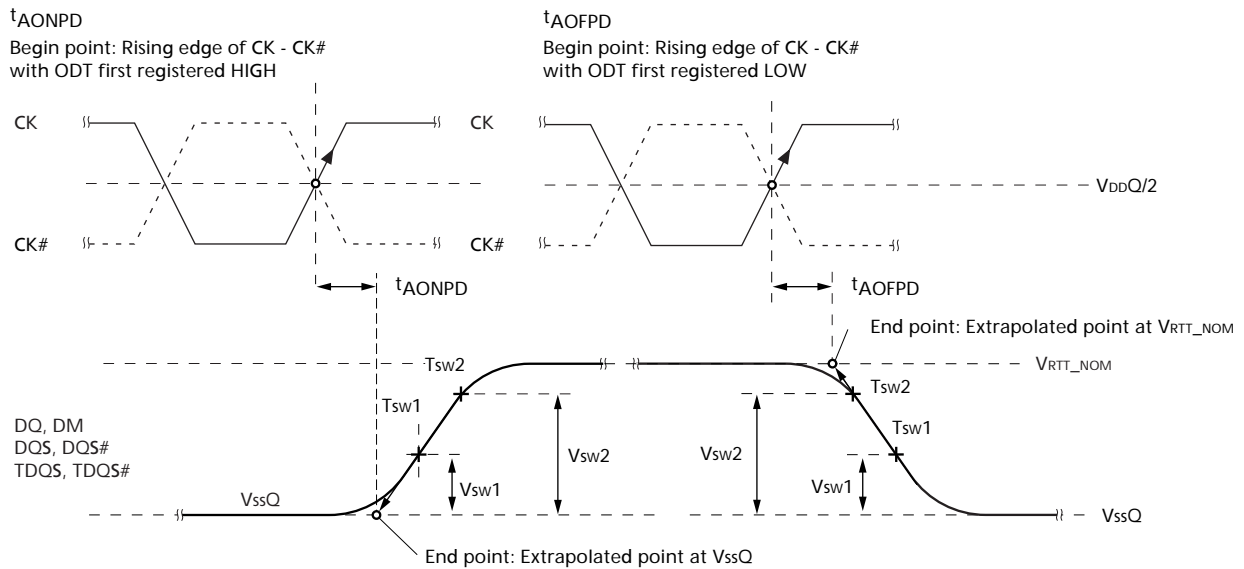 tAONPD
Begin point: Rising edge of CK - CK#
with ODT first registered HIGH
tAOFPD
Begin point: Rising edge of CK - CK#
with ODT first registered LOW
CK
CK
VDDQ/2
CK#
CK#
tAONPD
tAOFPD
End point: Extrapolated point at VRTT_NOM
TSW2
VRTT_NOM
TSW2
TSW1
TSW1
DQ, DM
DQS, DQS#
TDQS, TDQS#
VSW2
VSW2
VSW1
VSW1
VssQ
VssQ
End point: Extrapolated point at VssQ